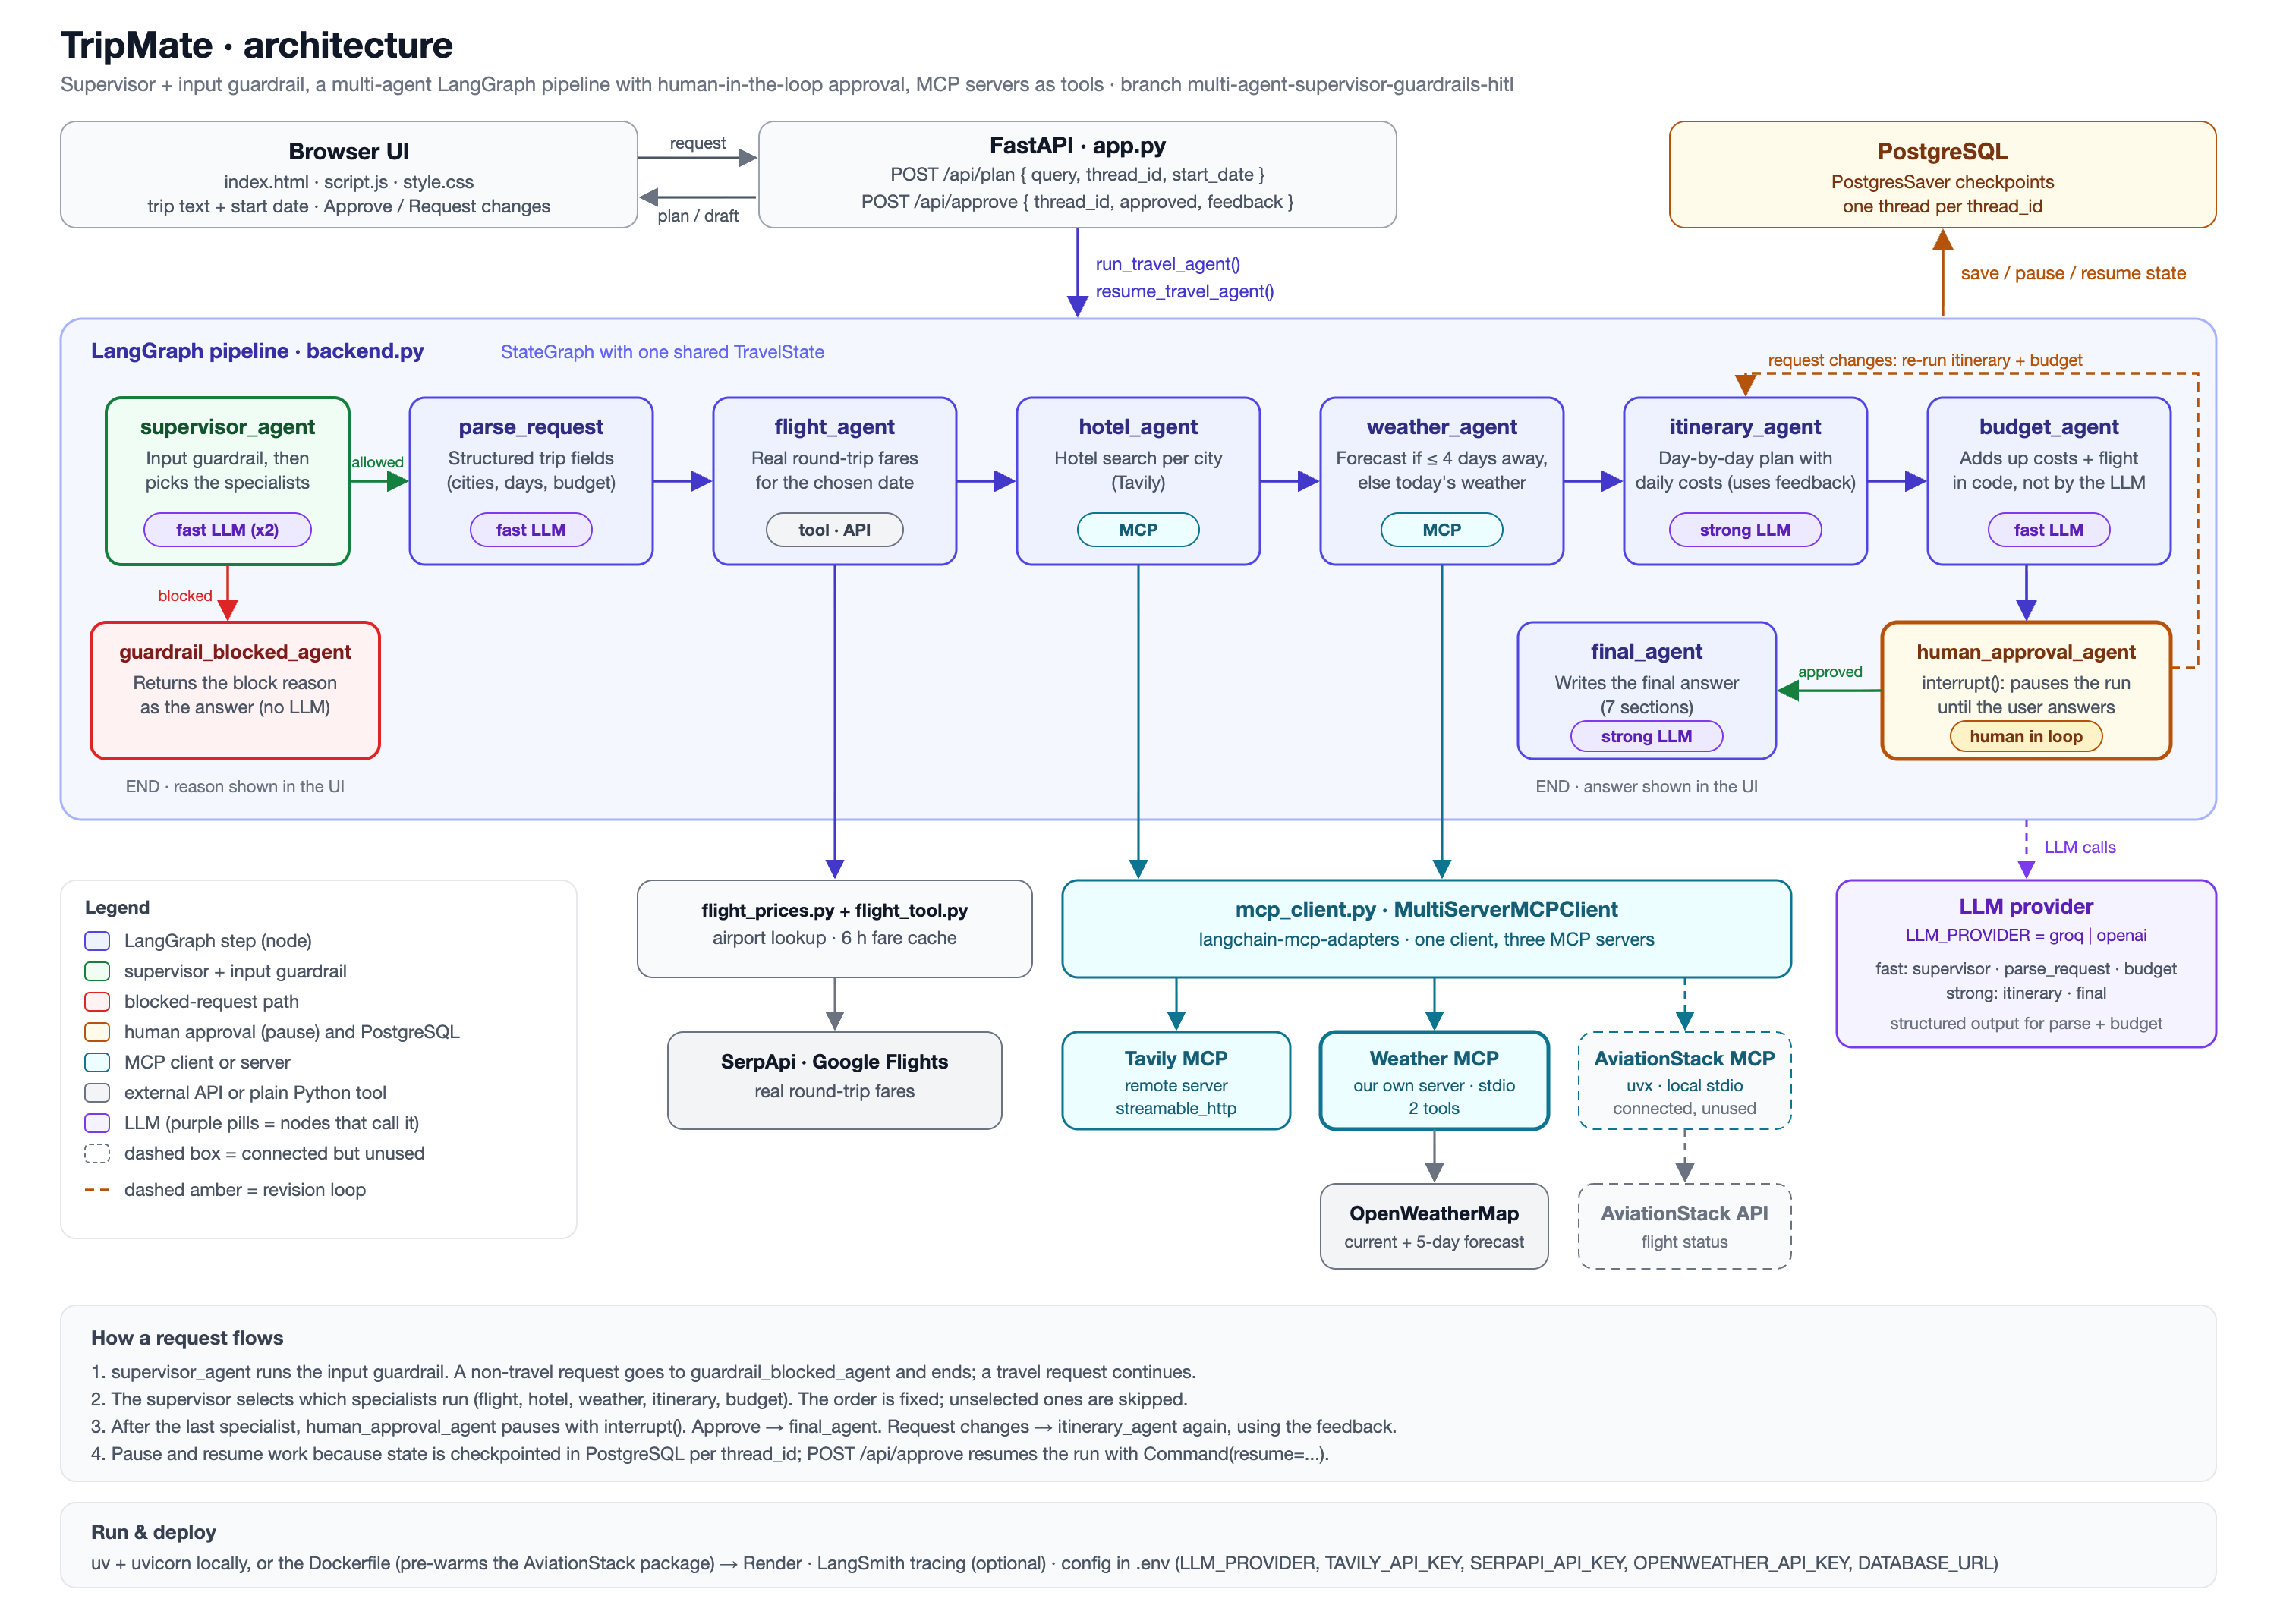 TripMate · architecture
Supervisor + input guardrail, a multi-agent LangGraph pipeline with human-in-the-loop approval, MCP servers as tools · branch multi-agent-supervisor-guardrails-hitl
Browser UI
index.html · script.js · style.css
trip text + start date · Approve / Request changes
request
plan / draft
FastAPI · app.py
POST /api/plan { query, thread_id, start_date }
POST /api/approve { thread_id, approved, feedback }
PostgreSQL
PostgresSaver checkpoints
one thread per thread_id
run_travel_agent()
resume_travel_agent()
save / pause / resume state
LangGraph pipeline · backend.py
StateGraph with one shared TravelState
request changes: re-run itinerary + budget
supervisor_agent
Input guardrail, then
picks the specialists
fast LLM (x2)
allowed
parse_request
Structured trip fields
(cities, days, budget)
fast LLM
flight_agent
Real round-trip fares
for the chosen date
tool · API
hotel_agent
Hotel search per city
(Tavily)
MCP
weather_agent
Forecast if ≤ 4 days away,
else today's weather
MCP
itinerary_agent
Day-by-day plan with
daily costs (uses feedback)
strong LLM
budget_agent
Adds up costs + flight
in code, not by the LLM
fast LLM
blocked
guardrail_blocked_agent
Returns the block reason
as the answer (no LLM)
END · reason shown in the UI
final_agent
Writes the final answer
(7 sections)
strong LLM
END · answer shown in the UI
approved
human_approval_agent
interrupt(): pauses the run
until the user answers
human in loop
LLM calls
Legend
LangGraph step (node)
supervisor + input guardrail
blocked-request path
human approval (pause) and PostgreSQL
MCP client or server
external API or plain Python tool
LLM (purple pills = nodes that call it)
dashed box = connected but unused
dashed amber = revision loop
flight_prices.py + flight_tool.py
airport lookup · 6 h fare cache
SerpApi · Google Flights
real round-trip fares
mcp_client.py · MultiServerMCPClient
langchain-mcp-adapters · one client, three MCP servers
Tavily MCP
remote server
streamable_http
Weather MCP
our own server · stdio
2 tools
AviationStack MCP
uvx · local stdio
connected, unused
OpenWeatherMap
current + 5-day forecast
AviationStack API
flight status
LLM provider
LLM_PROVIDER = groq | openai
fast: supervisor · parse_request · budget
strong: itinerary · final
structured output for parse + budget
How a request flows
1. supervisor_agent runs the input guardrail. A non-travel request goes to guardrail_blocked_agent and ends; a travel request continues.
2. The supervisor selects which specialists run (flight, hotel, weather, itinerary, budget). The order is fixed; unselected ones are skipped.
3. After the last specialist, human_approval_agent pauses with interrupt(). Approve → final_agent. Request changes → itinerary_agent again, using the feedback.
4. Pause and resume work because state is checkpointed in PostgreSQL per thread_id; POST /api/approve resumes the run with Command(resume=...).
Run & deploy
uv + uvicorn locally, or the Dockerfile (pre-warms the AviationStack package) → Render · LangSmith tracing (optional) · config in .env (LLM_PROVIDER, TAVILY_API_KEY, SERPAPI_API_KEY, OPENWEATHER_API_KEY, DATABASE_URL)